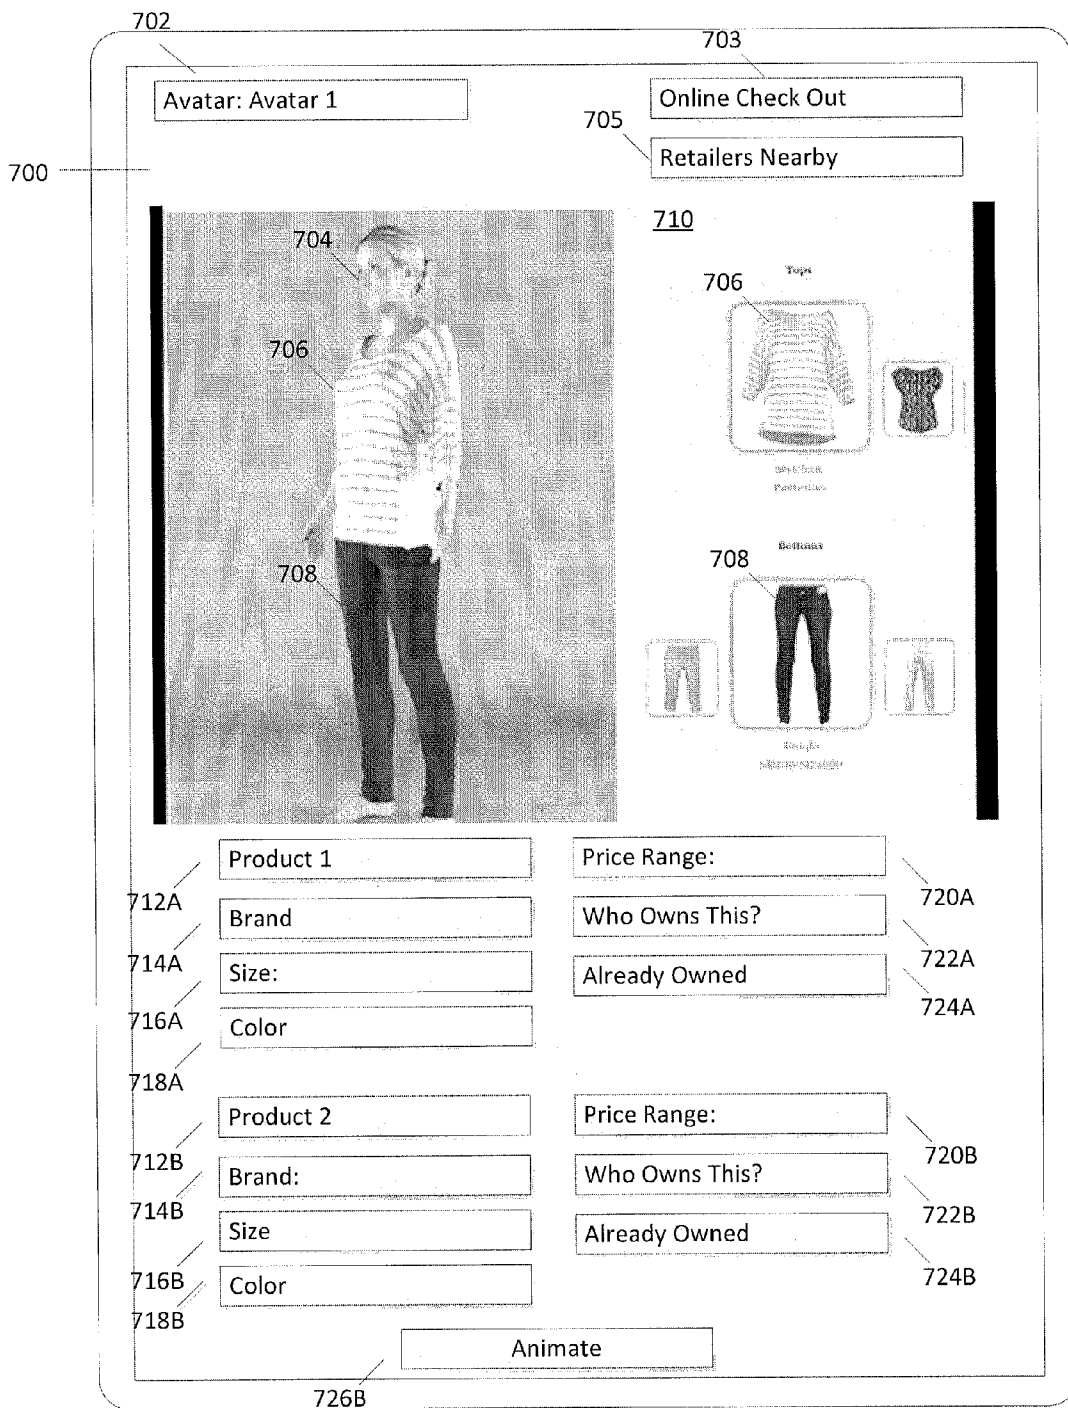 702
703
Avatar: Avatar 1
Online Check Out
705
Retailers Nearby
700
710
704
Tops
706
706
Bottoms
708
708
Product 1
Price Range:
712A
720A
Brand
Who Owns This?
714A
722A
Size:
Already Owned
716A
724A
Color
718A
Product 2
Price Range:
712B
720B
Brand:
Who Owns This?
714B
722B
Size
Already Owned
716B
724B
Color
718B
Animate
726B